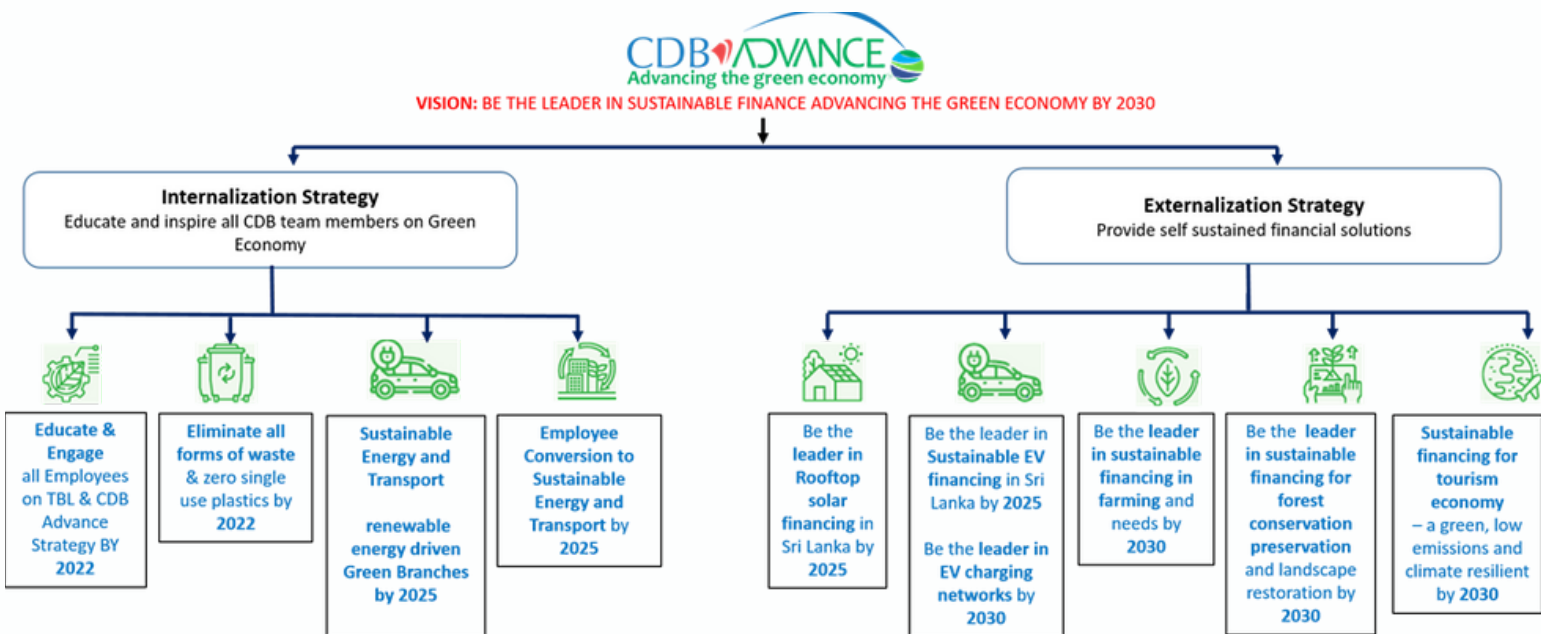 CDB ADVANCE
Advancing the green economy
VISION: BE THE LEADER IN SUSTAINABLE FINANCE ADVANCING THE GREEN ECONOMY BY 2030
Internalization Strategy
Educate and inspire all CDB team members on Green
Economy
Externalization Strategy
Provide self sustained financial solutions
Educate &
Engage
all Employees
on TBL & CDB
Advance
Strategy BY
2022
Eliminate all
forms of waste
& zero single
use plastics by
2022
Sustainable
Energy and
Transport
renewable
energy driven
Green Branches
by 2025
Employee
Conversion to
Sustainable
Energy and
Transport by
2025
Be the
leader in
Rooftop
solar
financing in
Sri Lanka by
2025
Be the leader in
Sustainable EV
financing in Sri
Lanka by 2025
Be the leader in
EV charging
networks by
2030
Be the leader
in sustainable
financing in
farming and
needs by
2030
Be the leader
in sustainable
financing for
forest
conservation
preservation
and landscape
restoration by
2030
Sustainable
financing for
tourism
economy
– a green, low
emissions and
climate resilient
by 2030